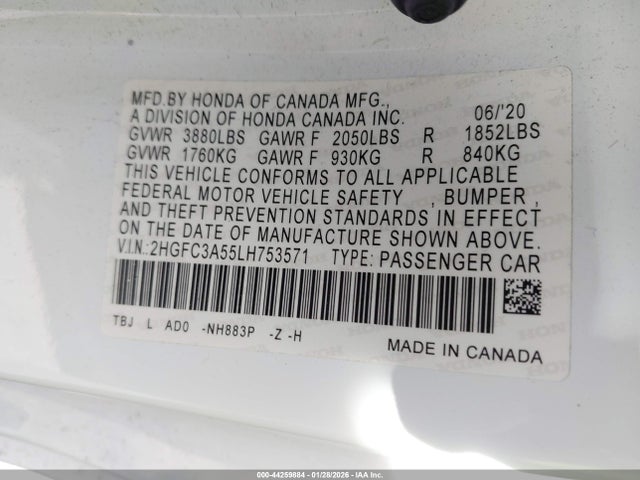 MFD.BY HONDA OF CANADA MFG.,
A DIVISION OF HONDA CANADA INC. 06/'20
GVWR 3880LBS GAWR F 2050LBS R 1852LBS
GVWR 1760KG GAWR F 930KG R 840KG
THIS VEHICLE CONFORMS TO ALL APPLICABLE
FEDERAL MOTOR VEHICLE SAFETY , BUMPER ,
AND THEFT PREVENTION STANDARDS IN EFFECT
ON THE DATE OF MANUFACTURE SHOWN ABOVE.
V.I.N.:2HGFC3A55LH753571 TYPE: PASSENGER CAR
TBJ L AD0 -NH883P -Z -H
MADE IN CANADA
000-44259884 - 01/28/2026 - IAA Inc.